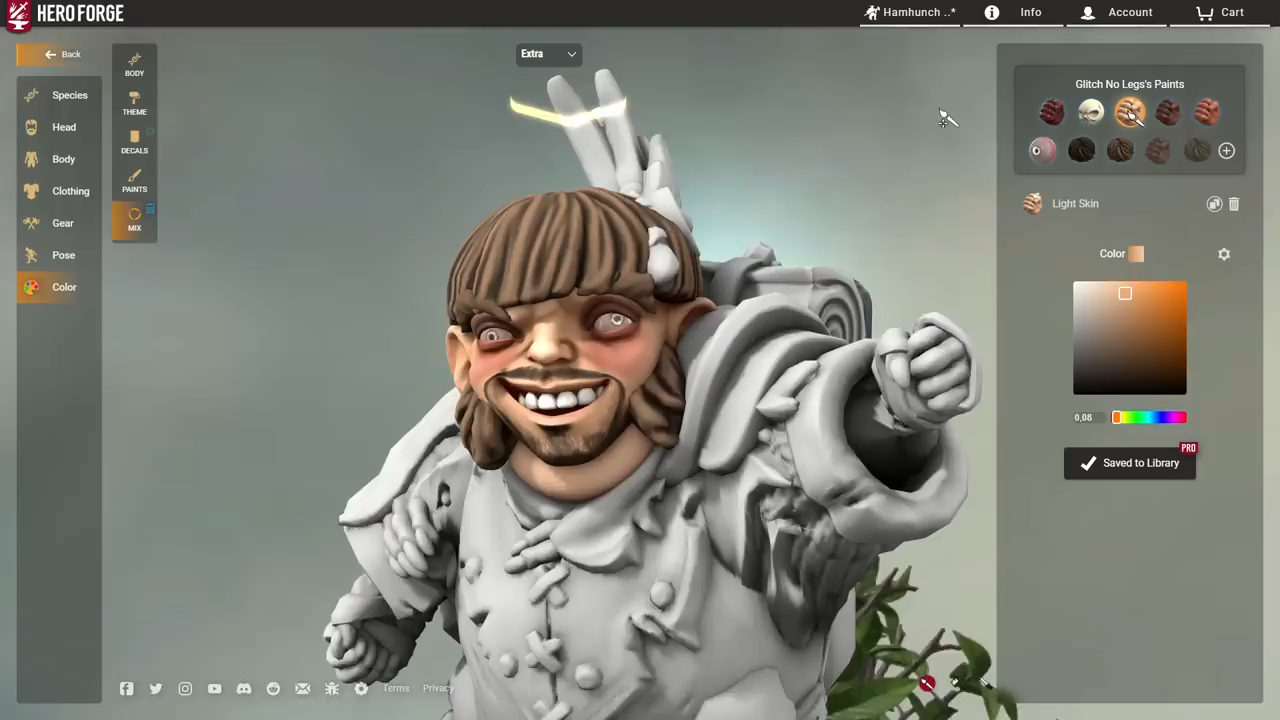 HERO FORGE
Hamhunch ..*
Info
Account
Cart
Back
Species
Head
Body
Clothing
Gear
Pose
Color
BODY
THEME
DECALS
PAINTS
MIX
Extra
Glitch No Legs's Paints
Light Skin
Color
0,08
PRO
Saved to Library
Terms
Privacy